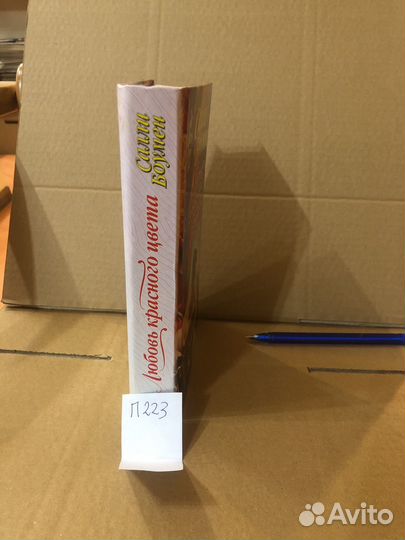 Салли
Боумен
Любовь красного цвета
П223
Avito